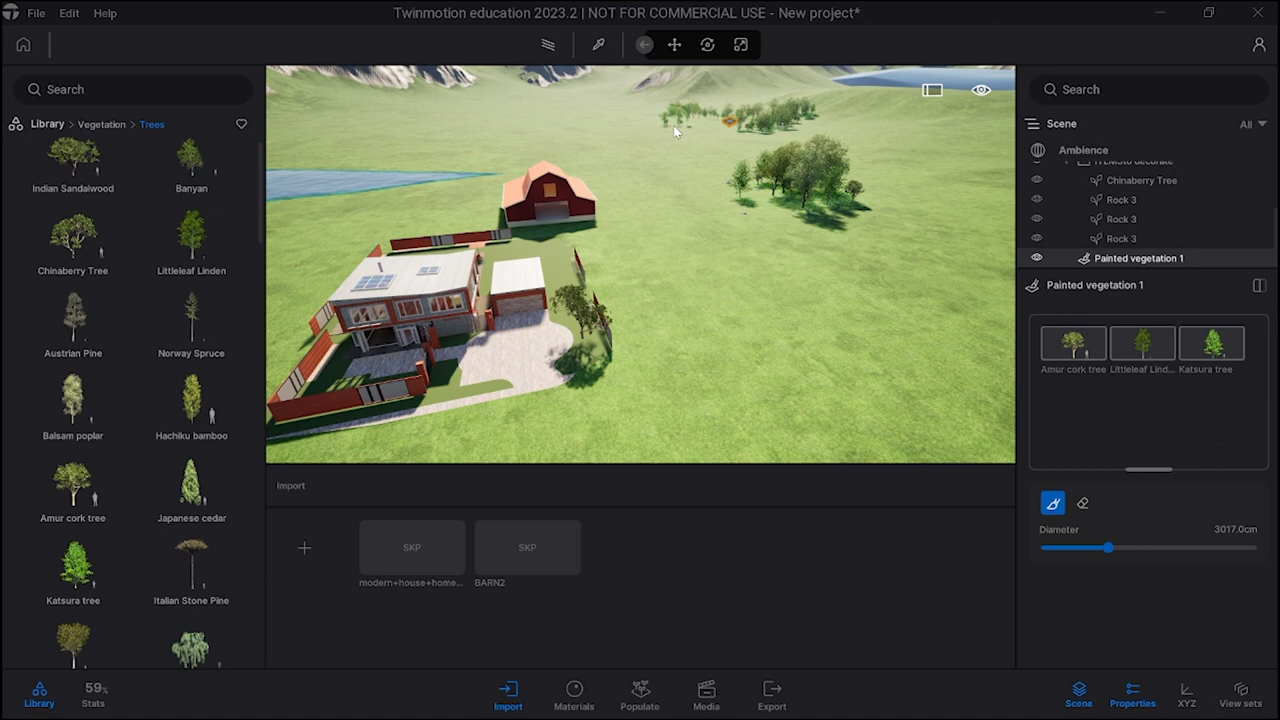 File Edit Help
Twinmotion education 2023.2 | NOT FOR COMMERCIAL USE - New project*
Search
Library > Vegetation > Trees
Indian Sandalwood
Banyan
Chinaberry Tree
Littleleaf Linden
Austrian Pine
Norway Spruce
Balsam poplar
Hachiku bamboo
Amur cork tree
Japanese cedar
Katsura tree
Italian Stone Pine
Import
SKP
SKP
modern+house+home...
BARN2
Search
Scene
All
Ambience
Chinaberry Tree
Rock 3
Rock 3
Rock 3
Painted vegetation 1
Painted vegetation 1
Amur cork tree
Littleleaf Lind...
Katsura tree
Diameter
3017.0cm
Library
59%
Stats
Import
Materials
Populate
Media
Export
Scene
Properties
XYZ
View sets